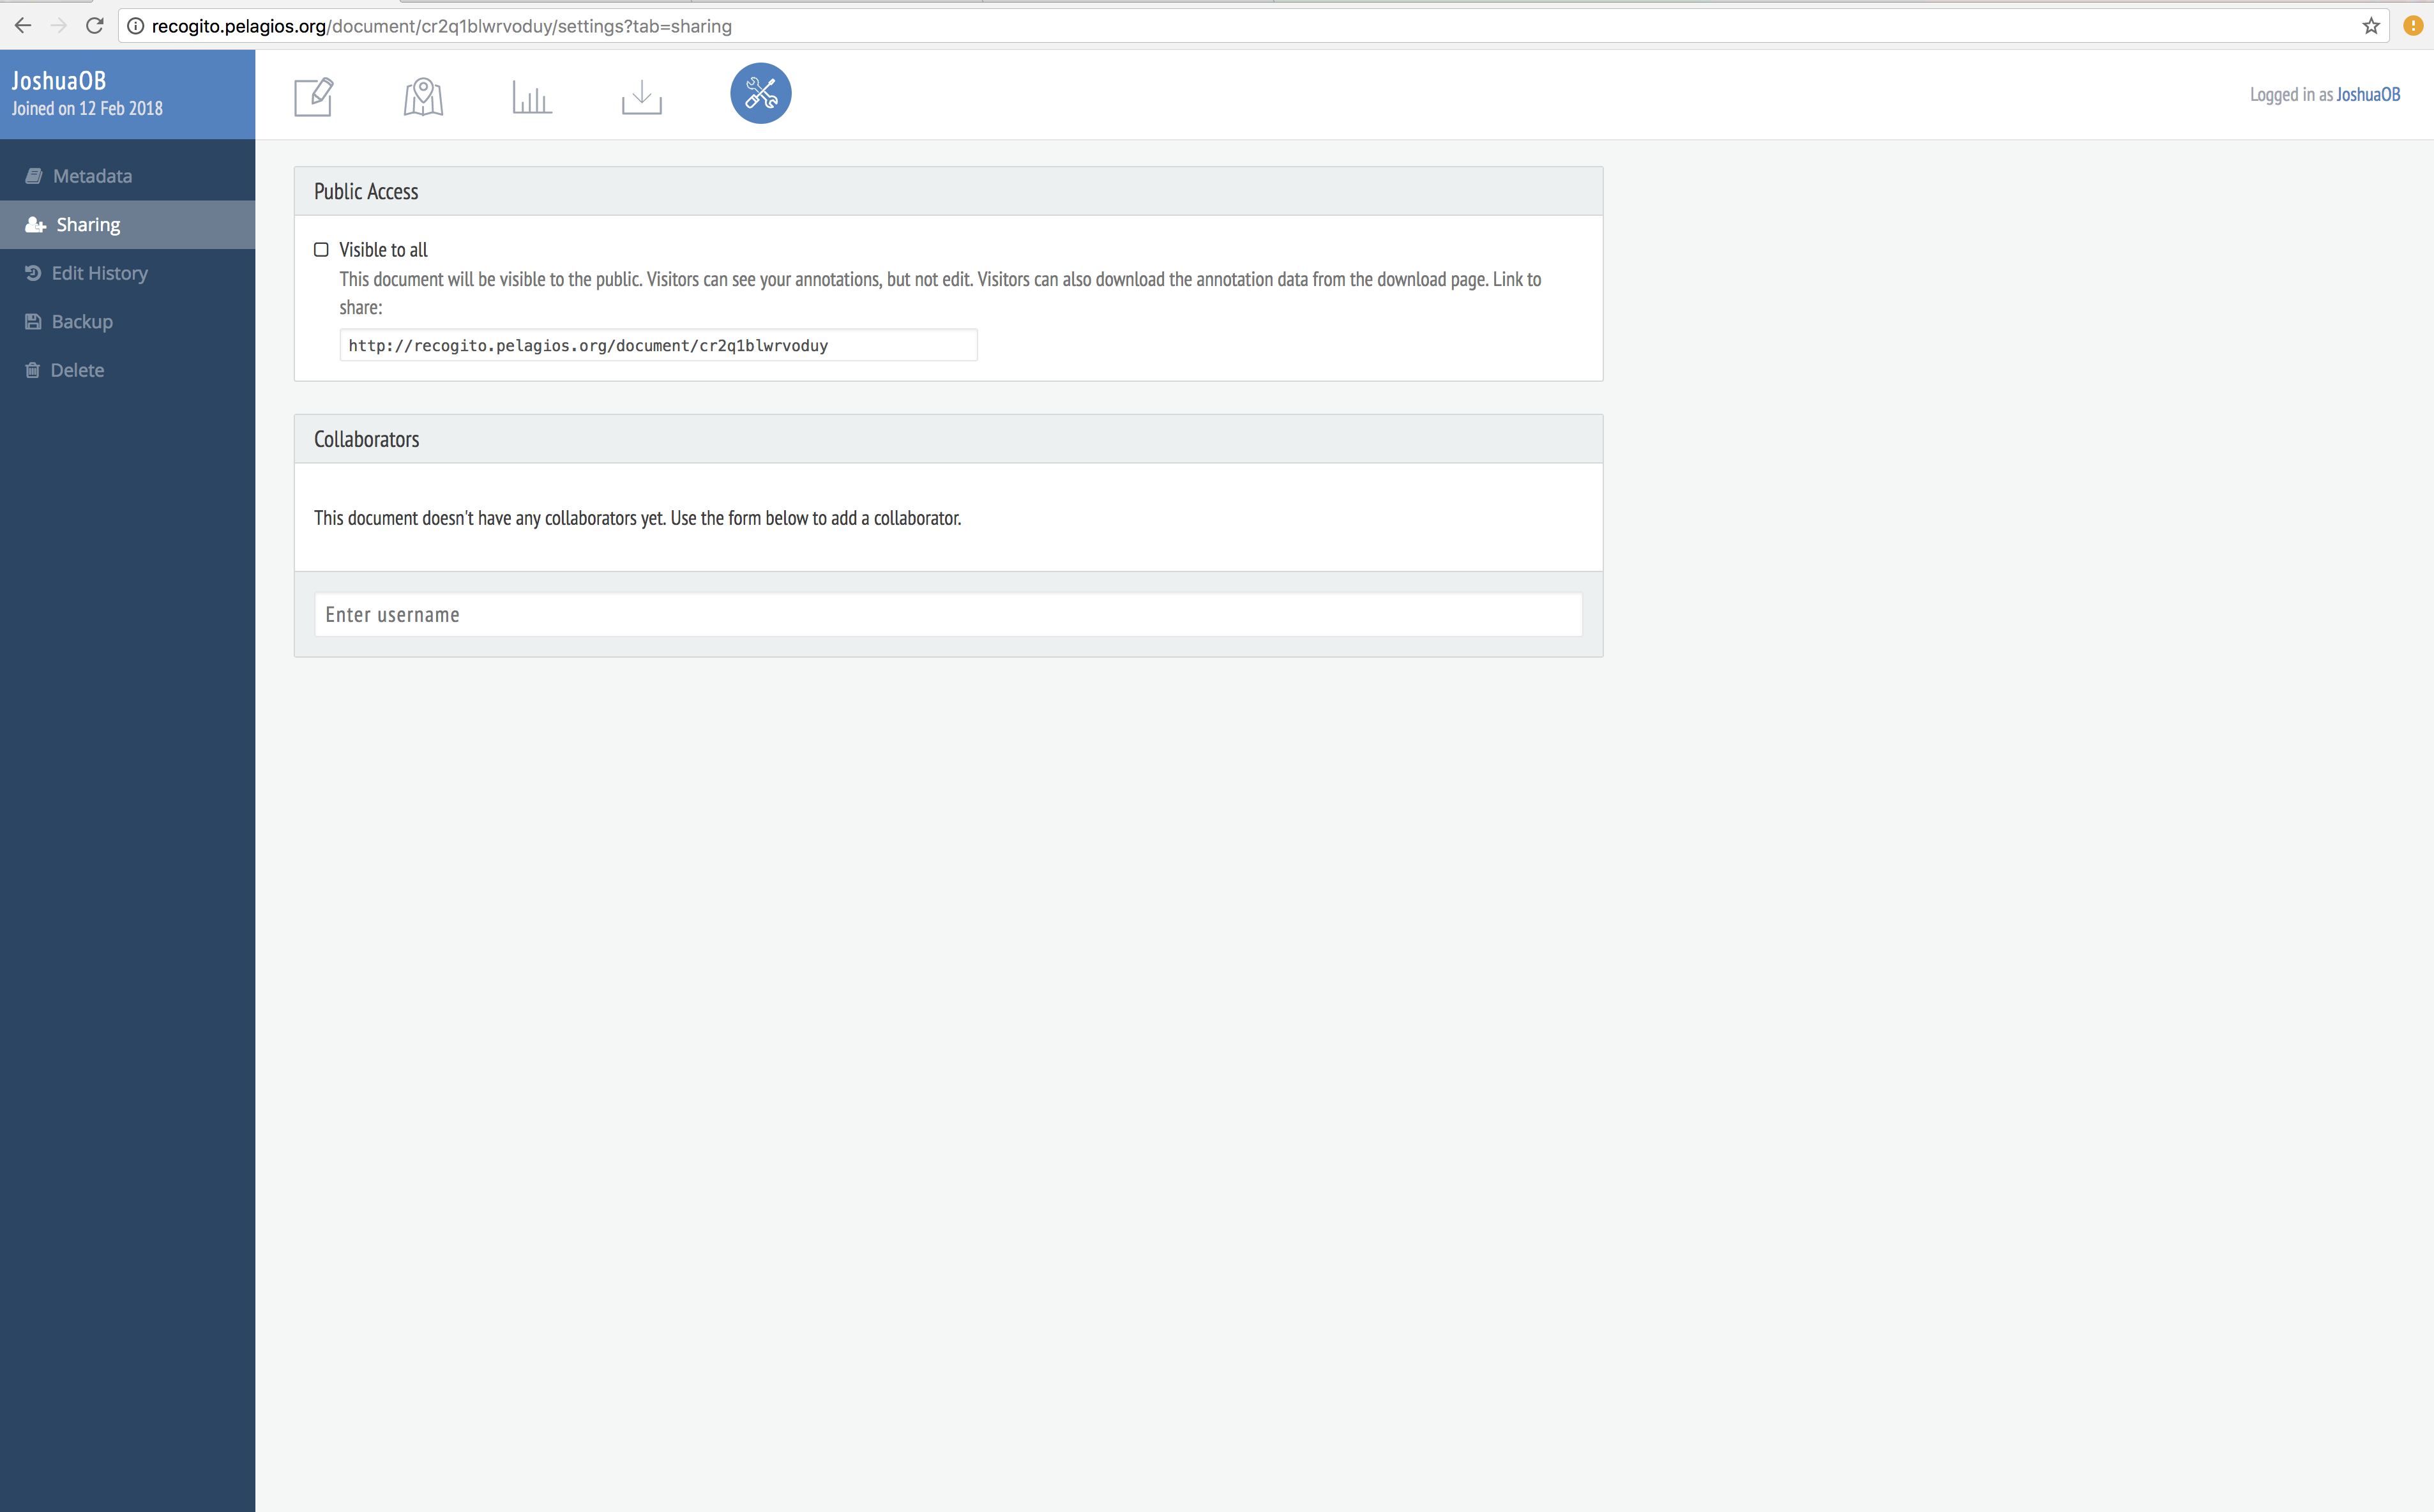 recogito.pelagios.org/document/cr2q1blwrvoduy/settings?tab=sharing
JoshuaOB
Joined on 12 Feb 2018
Logged in as JoshuaOB
Metadata
Sharing
Edit History
Backup
Delete
Public Access
Visible to all
This document will be visible to the public. Visitors can see your annotations, but not edit. Visitors can also download the annotation data from the download page. Link to
share:
http://recogito.pelagios.org/document/cr2q1blwrvoduy
Collaborators
This document doesn't have any collaborators yet. Use the form below to add a collaborator.
Enter username